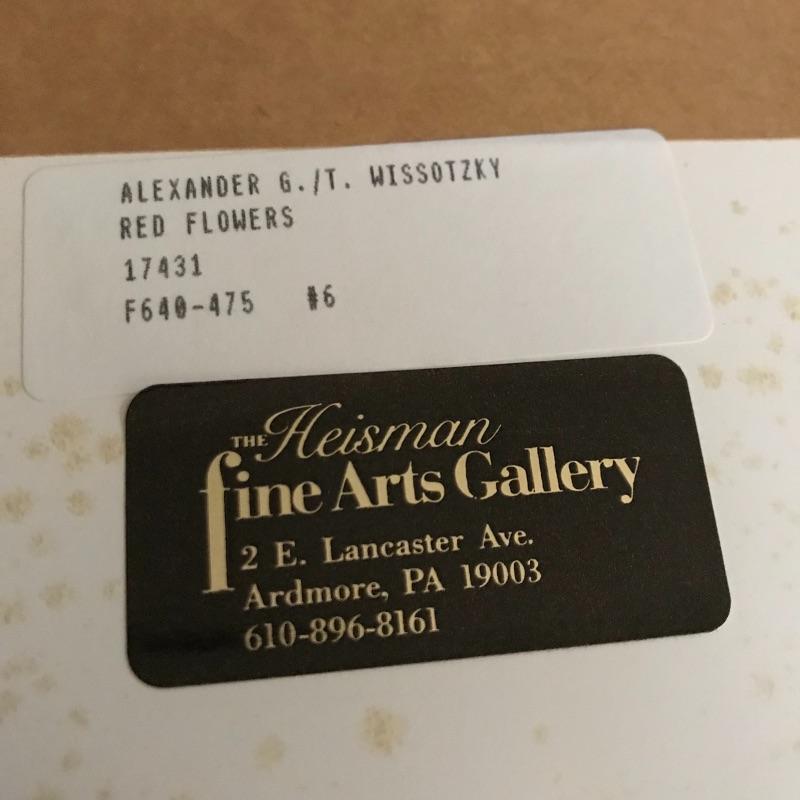 ALEXANDER G./T. WISSOTZKY
RED FLOWERS
17431
F640-475 #6
THE Heisman
fine Arts Gallery
2 E. Lancaster Ave.
Ardmore, PA 19003
610-896-8161